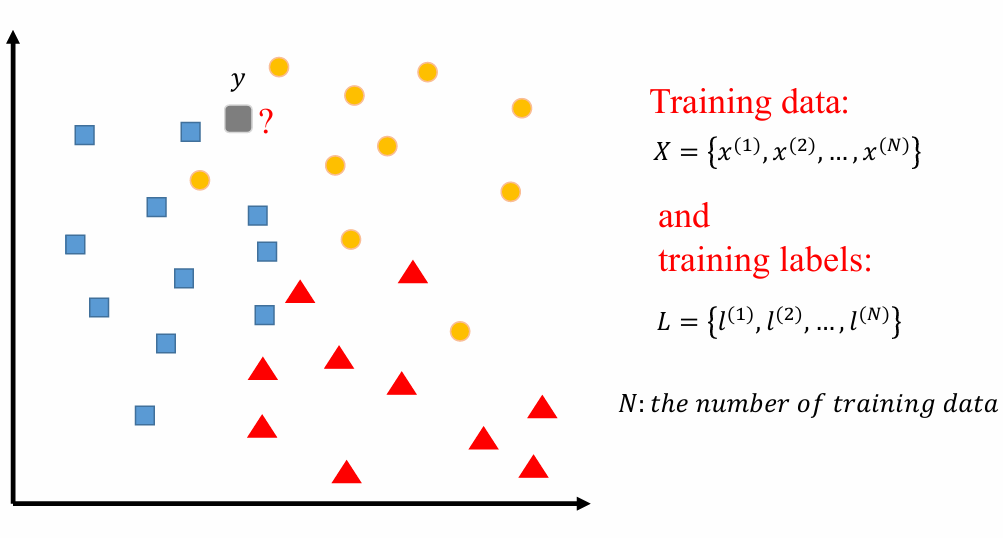 y
?
Training data:
X = {x^(1), x^(2), …, x^(N)}
and
training labels:
L = {l^(1), l^(2), …, l^(N)}
N: the number of training data